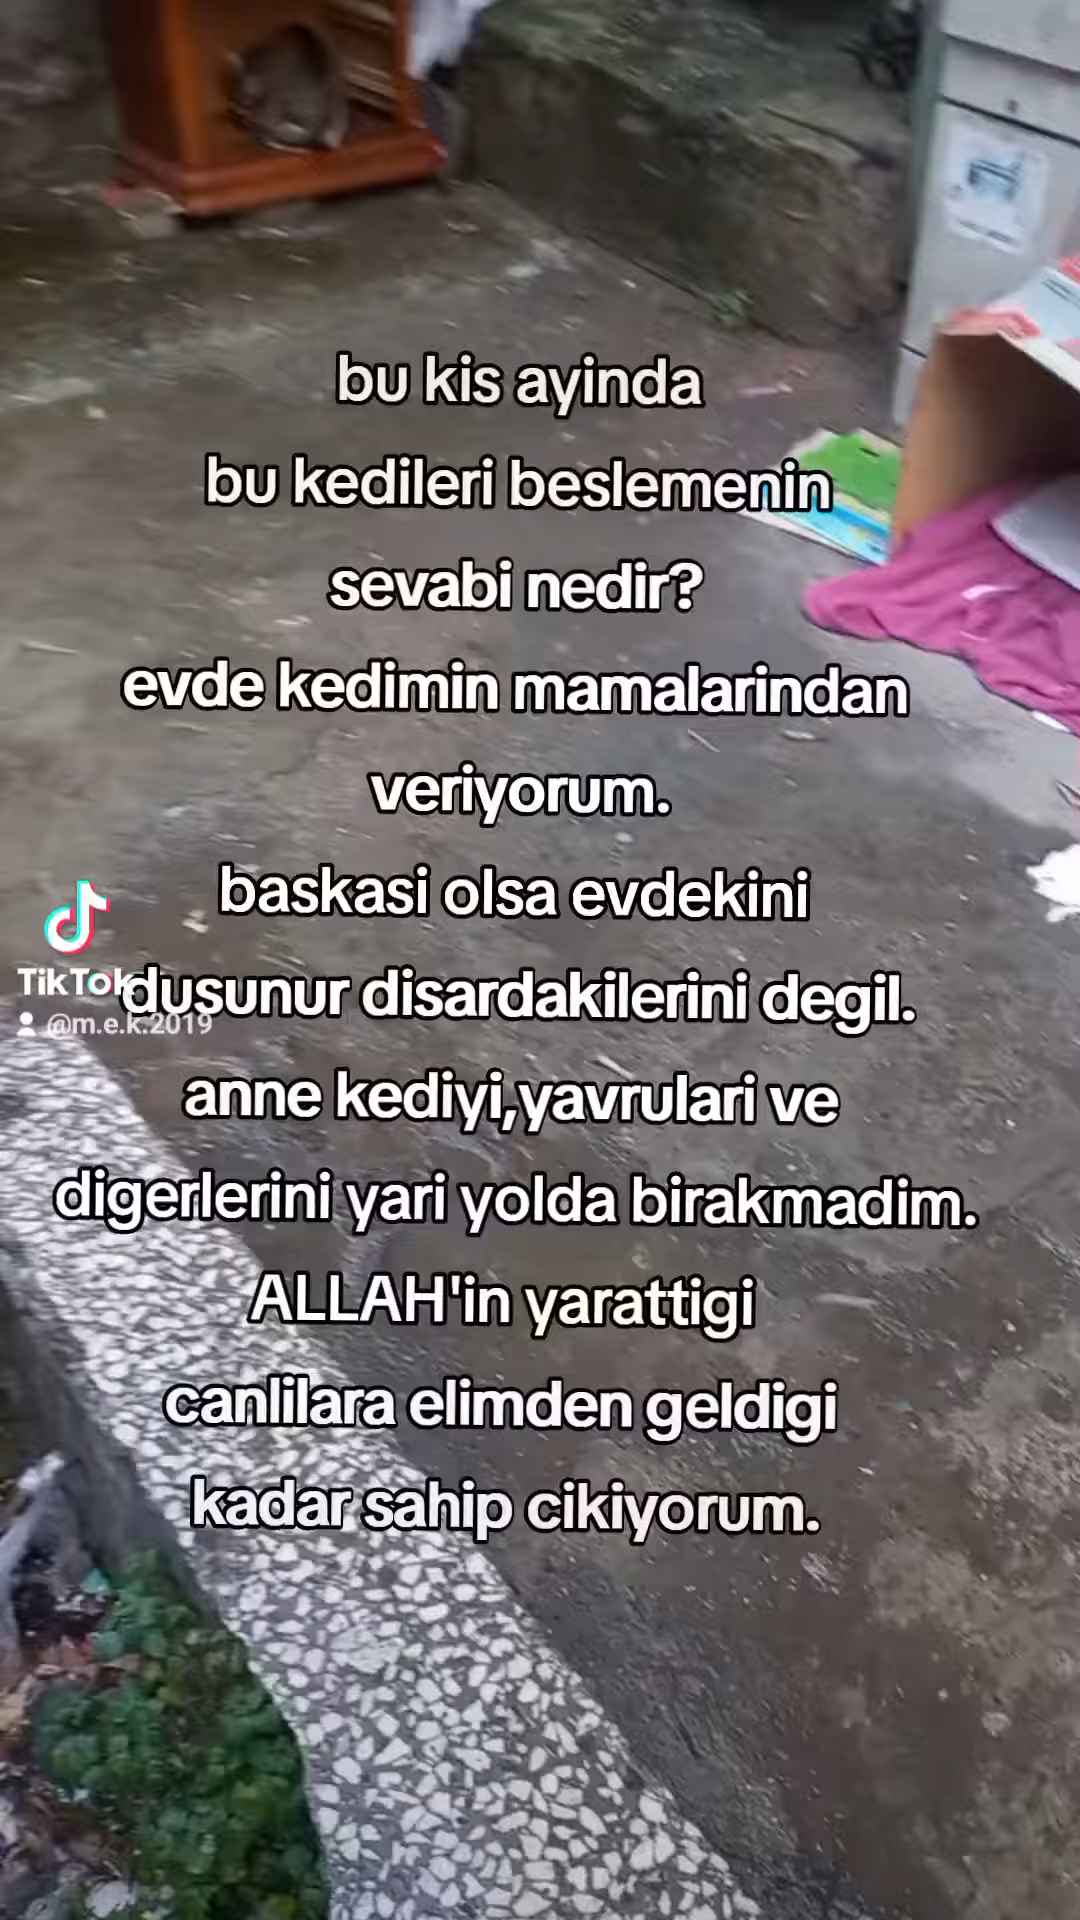 bu kis ayinda
bu kedileri beslemenin
sevabi nedir?
evde kedimin mamalarindan
veriyorum.
baskasi olsa evdekini
dusunur disardakilerini degil.
TikTok
@m.e.k.2019
anne kediyi,yavrulari ve
digerlerini yari yolda birakmadim.
ALLAH'in yarattigi
canlilara elimden geldigi
kadar sahip cikiyorum.